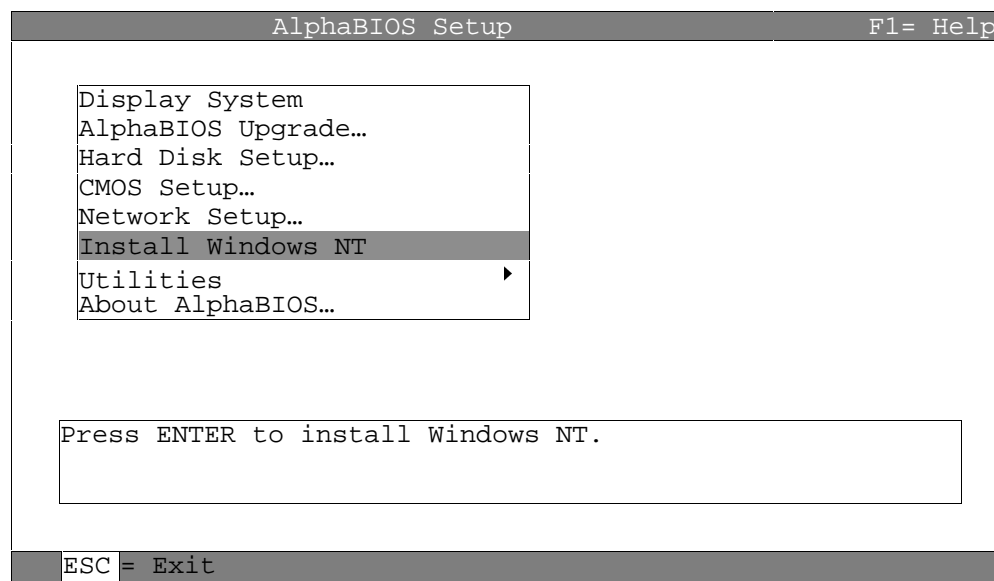 AlphaBIOS Setup F1= Help
Display System
AlphaBIOS Upgrade…
Hard Disk Setup…
CMOS Setup…
Network Setup…
Install Windows NT
Utilities
About AlphaBIOS…
Press ENTER to install Windows NT.
ESC = Exit